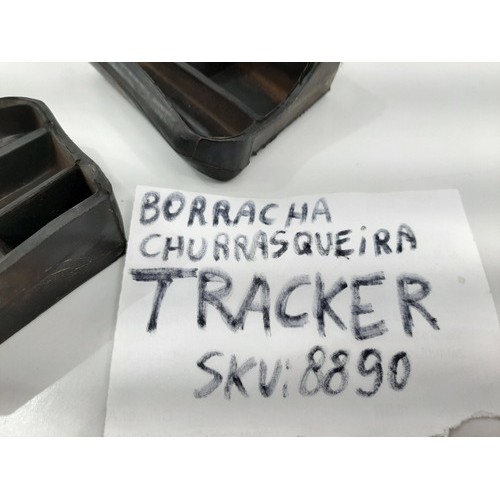 BORRACHA
CHURRASQUEiRA
TRACKER
SKU: 8890